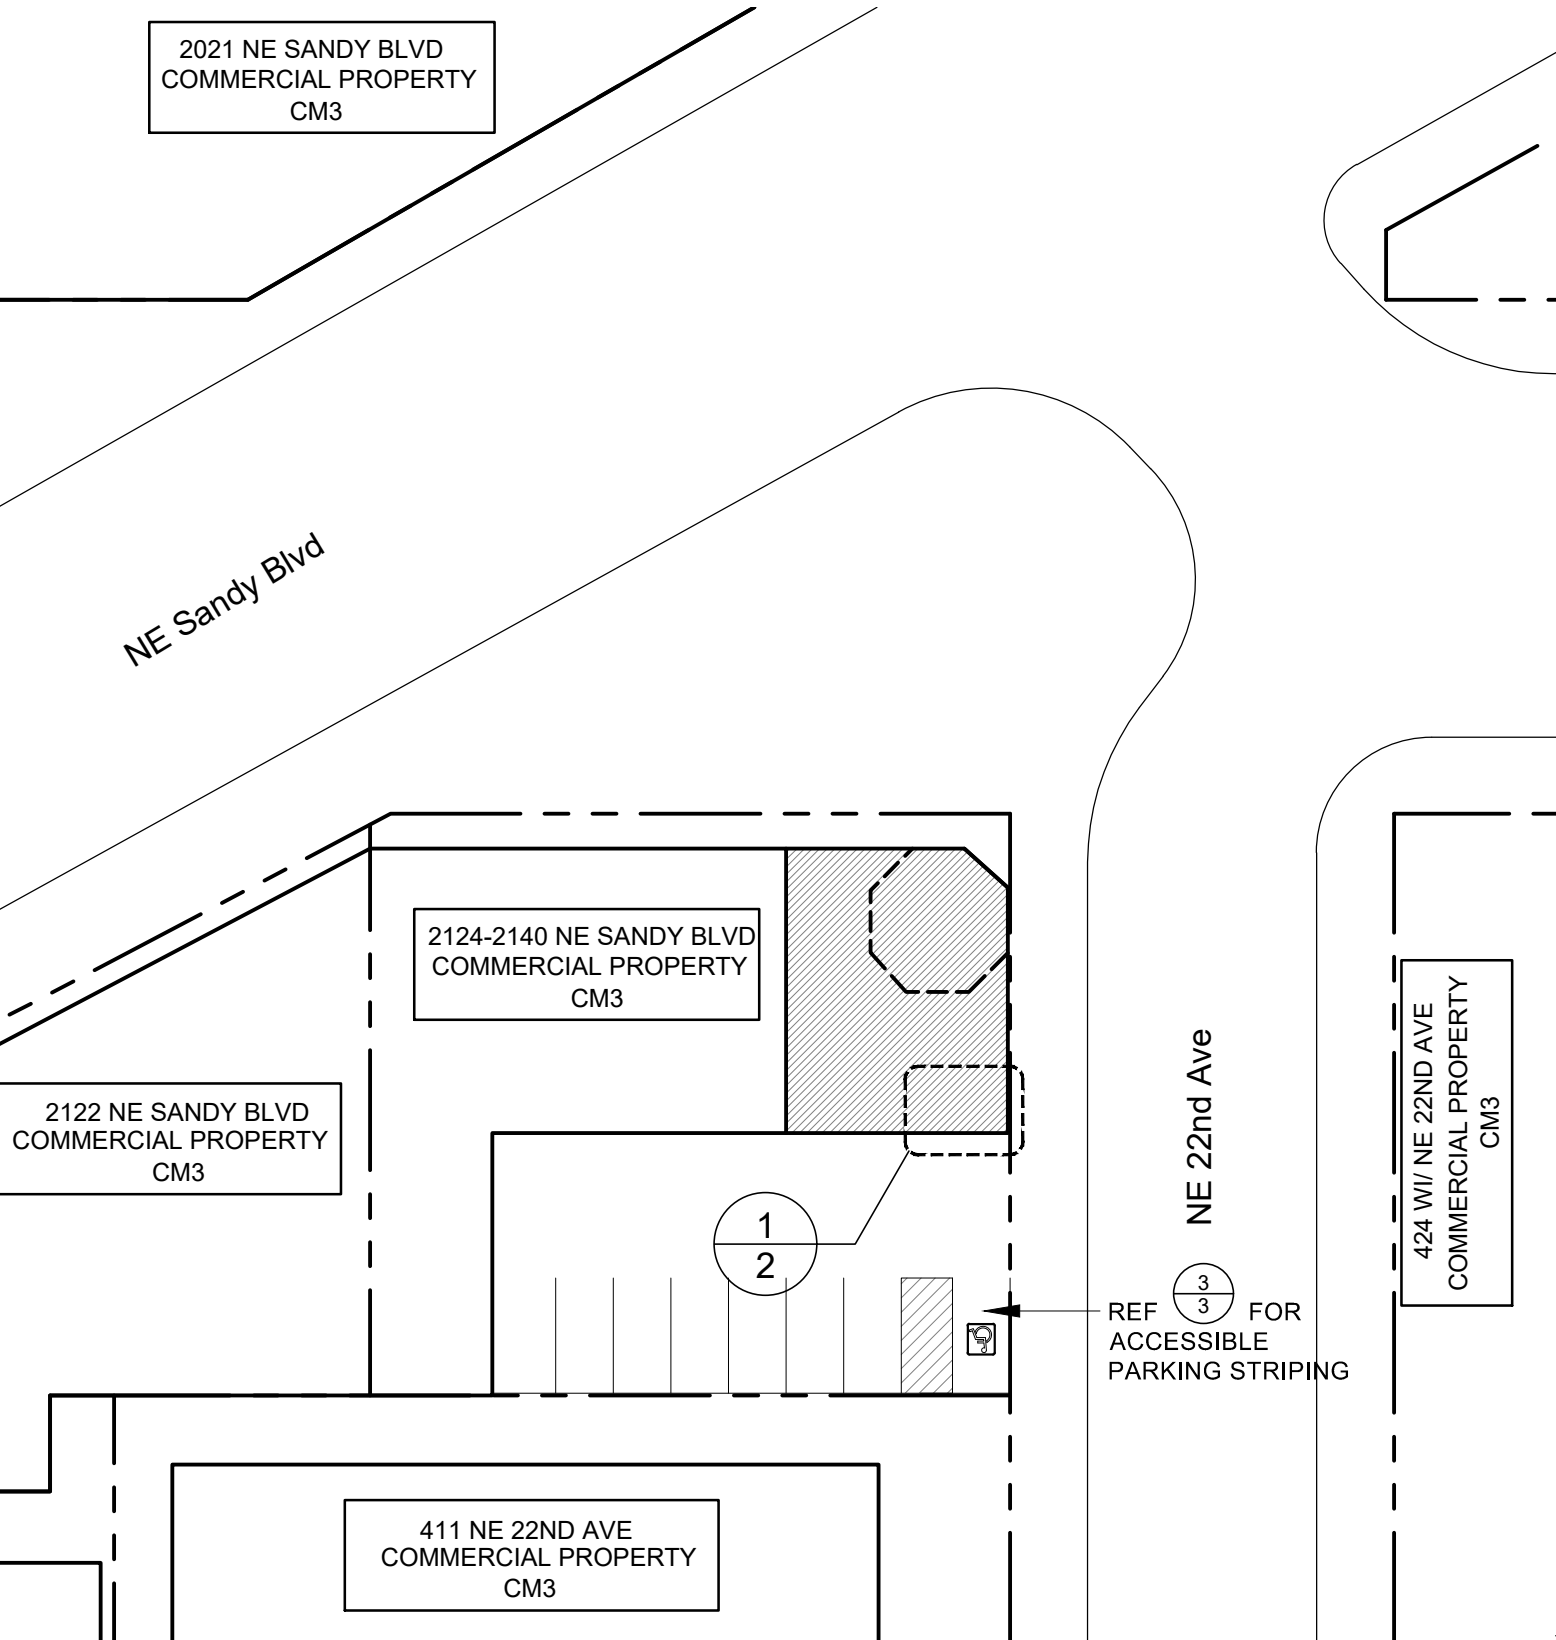 2021 NE SANDY BLVD
COMMERCIAL PROPERTY
CM3
NE Sandy Blvd
2124-2140 NE SANDY BLVD
COMMERCIAL PROPERTY
CM3
2122 NE SANDY BLVD
COMMERCIAL PROPERTY
CM3
NE 22nd Ave
424 WI/ NE 22ND AVE
COMMERCIAL PROPERTY
CM3
1
2
3
3
REF FOR
ACCESSIBLE
PARKING STRIPING
411 NE 22ND AVE
COMMERCIAL PROPERTY
CM3